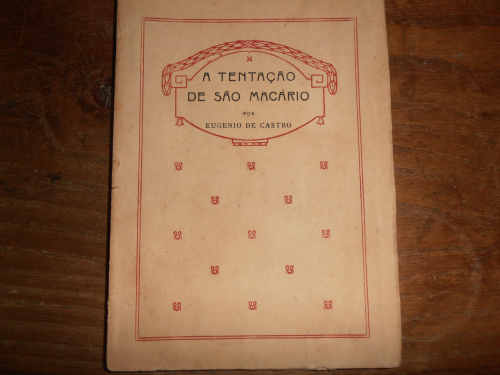 A TENTAÇÃO
DE SÃO MACÁRIO
POR
EUGENIO DE CASTRO